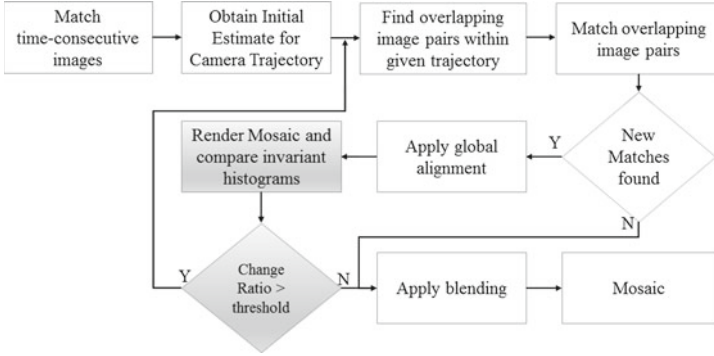 Match
time-consecutive
images
Obtain Initial
Estimate for
Camera Trajectory
Find overlapping
image pairs within
given trajectory
Match overlapping
image pairs
New
Matches
found
Y
N
Apply global
alignment
Render Mosaic and
compare invariant
histograms
Change
Ratio >
threshold
Y
N
Apply blending
Mosaic